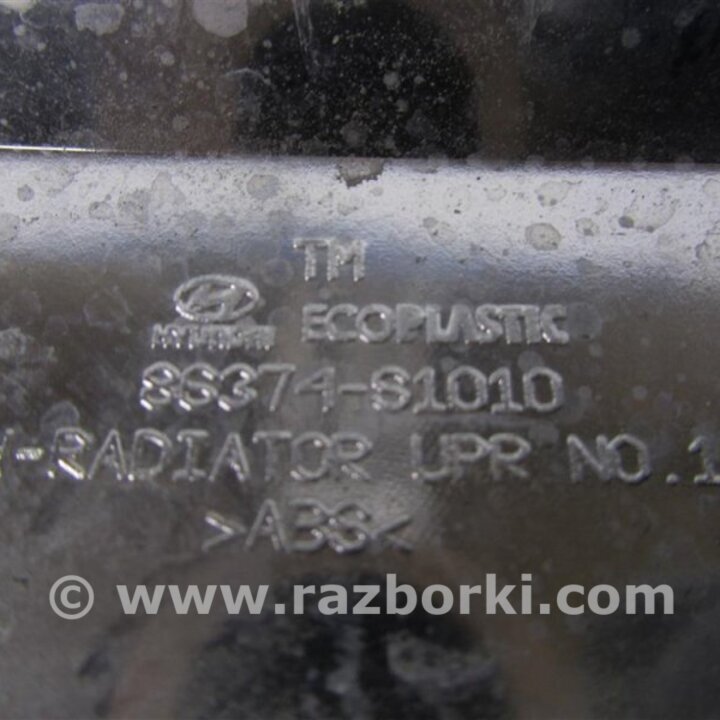 TM
HYUNDAI ECOPLASTIC
86374-S1010
-RADIATOR UPR NO.1
>ABS<
© www.razborki.com